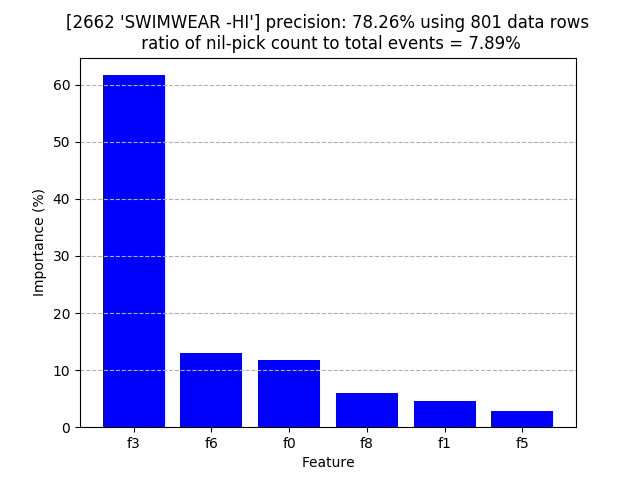 [2662 'SWIMWEAR -HI'] precision: 78.26% using 801 data rows
ratio of nil-pick count to total events = 7.89%
Importance (%)
60
50
40
30
20
10
0
f3 f6 f0 f8 f1 f5
Feature